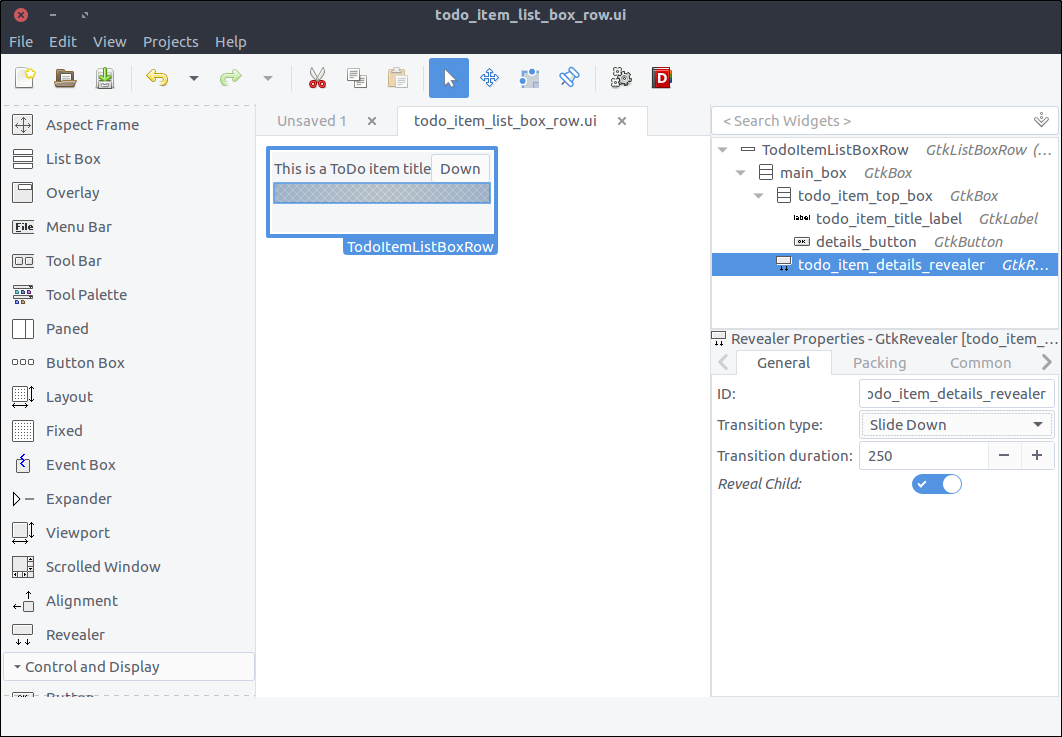 todo_item_list_box_row.ui
File Edit View Projects Help
D
Aspect Frame
List Box
Overlay
File Menu Bar
Tool Bar
Tool Palette
Paned
Button Box
Layout
Fixed
Event Box
Expander
Viewport
Scrolled Window
Alignment
Revealer
Control and Display
OK Button
Unsaved 1 todo_item_list_box_row.ui
This is a ToDo item title Down
TodoItemListBoxRow
< Search Widgets >
TodoItemListBoxRow GtkListBoxRow (...
main_box GtkBox
todo_item_top_box GtkBox
label todo_item_title_label GtkLabel
OK details_button GtkButton
todo_item_details_revealer GtkR...
Revealer Properties - GtkRevealer [todo_item_...
General Packing Common
ID: odo_item_details_revealer
Transition type: Slide Down
Transition duration: 250
Reveal Child: